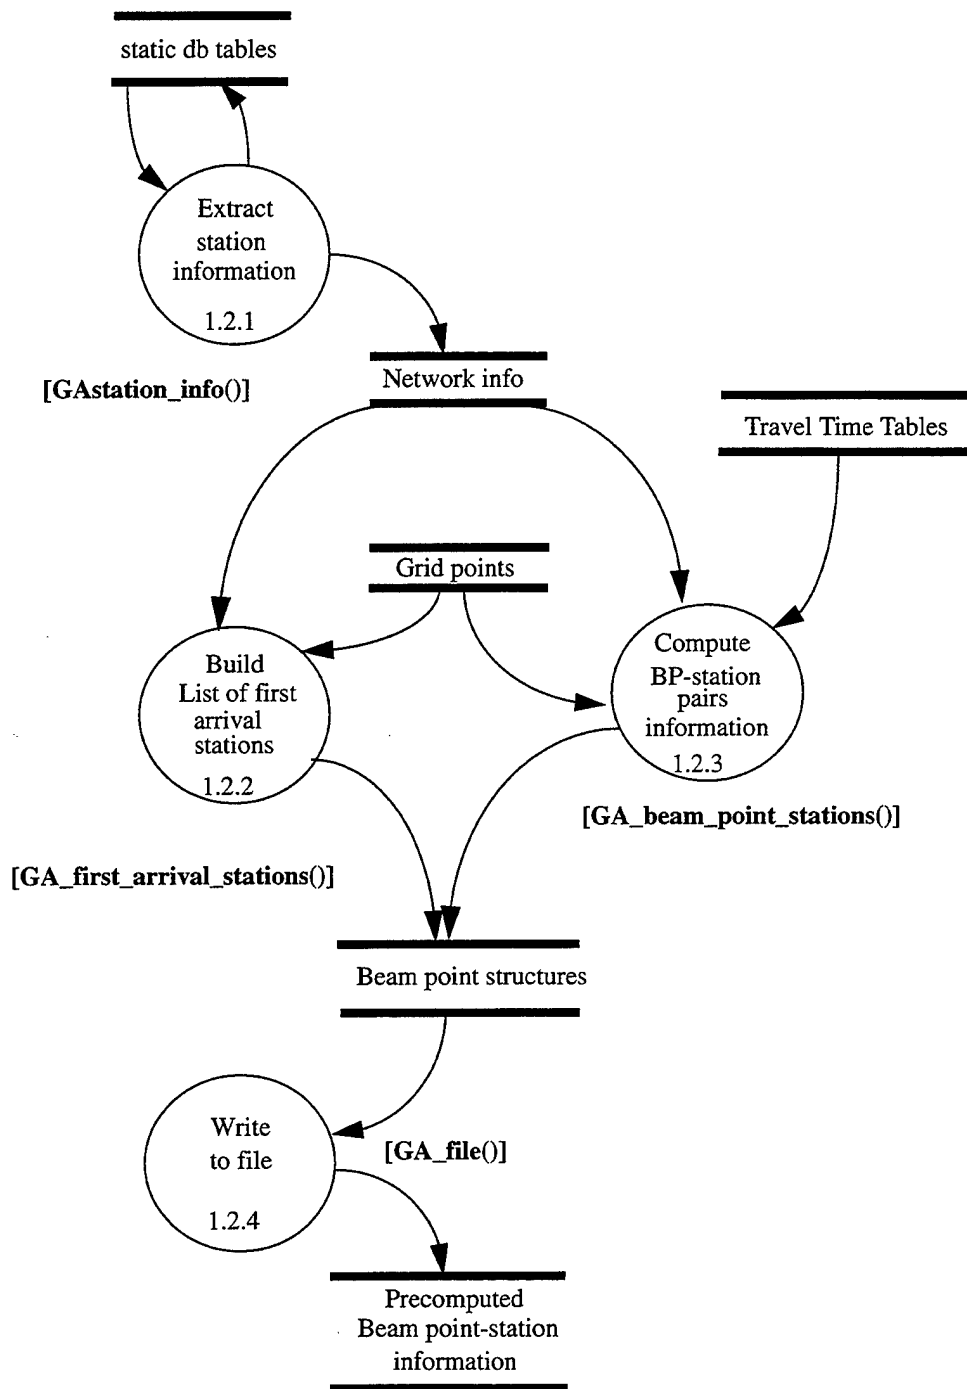 static db tables
Extract
station
information
1.2.1
[GAstation_info()]
Network info
Travel Time Tables
Grid points
Build
List of first
arrival
stations
1.2.2
Compute
BP-station
pairs
information
1.2.3
[GA_beam_point_stations()]
[GA_first_arrival_stations()]
Beam point structures
Write
to file
1.2.4
[GA_file()]
Precomputed
Beam point-station
information